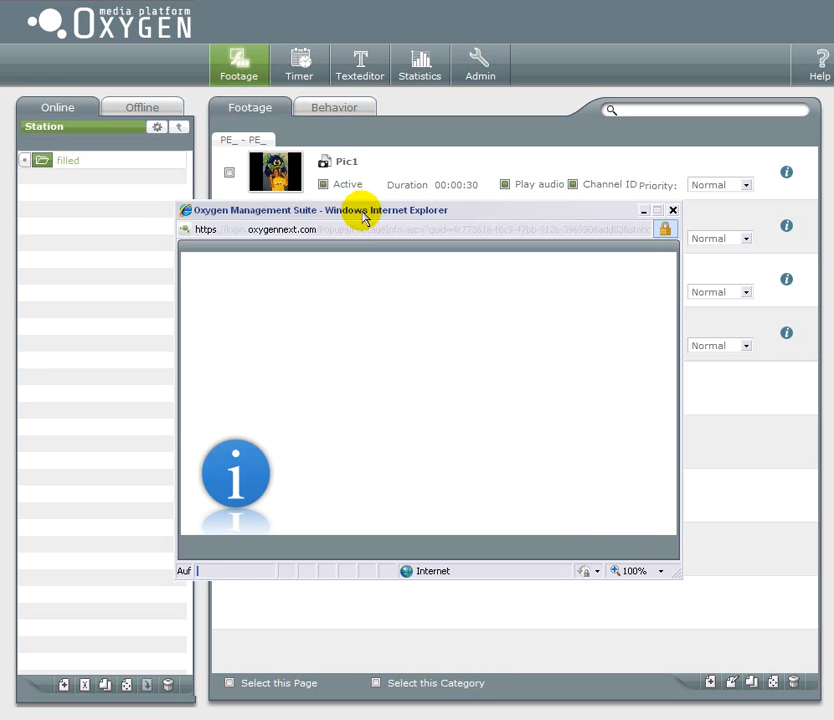 media platform
OXYGEN
Footage
Timer
Texteditor
Statistics
Admin
Help
Online
Offline
Footage
Behavior
Station
PE_ - PE_
filled
Pic1
Active
Duration 00:00:30
Play audio
Channel ID
Priority:
Normal
Oxygen Management Suite - Windows Internet Explorer
https
oxygennext.com
Normal
Normal
Normal
i
Auf
Internet
100%
Select this Page
Select this Category